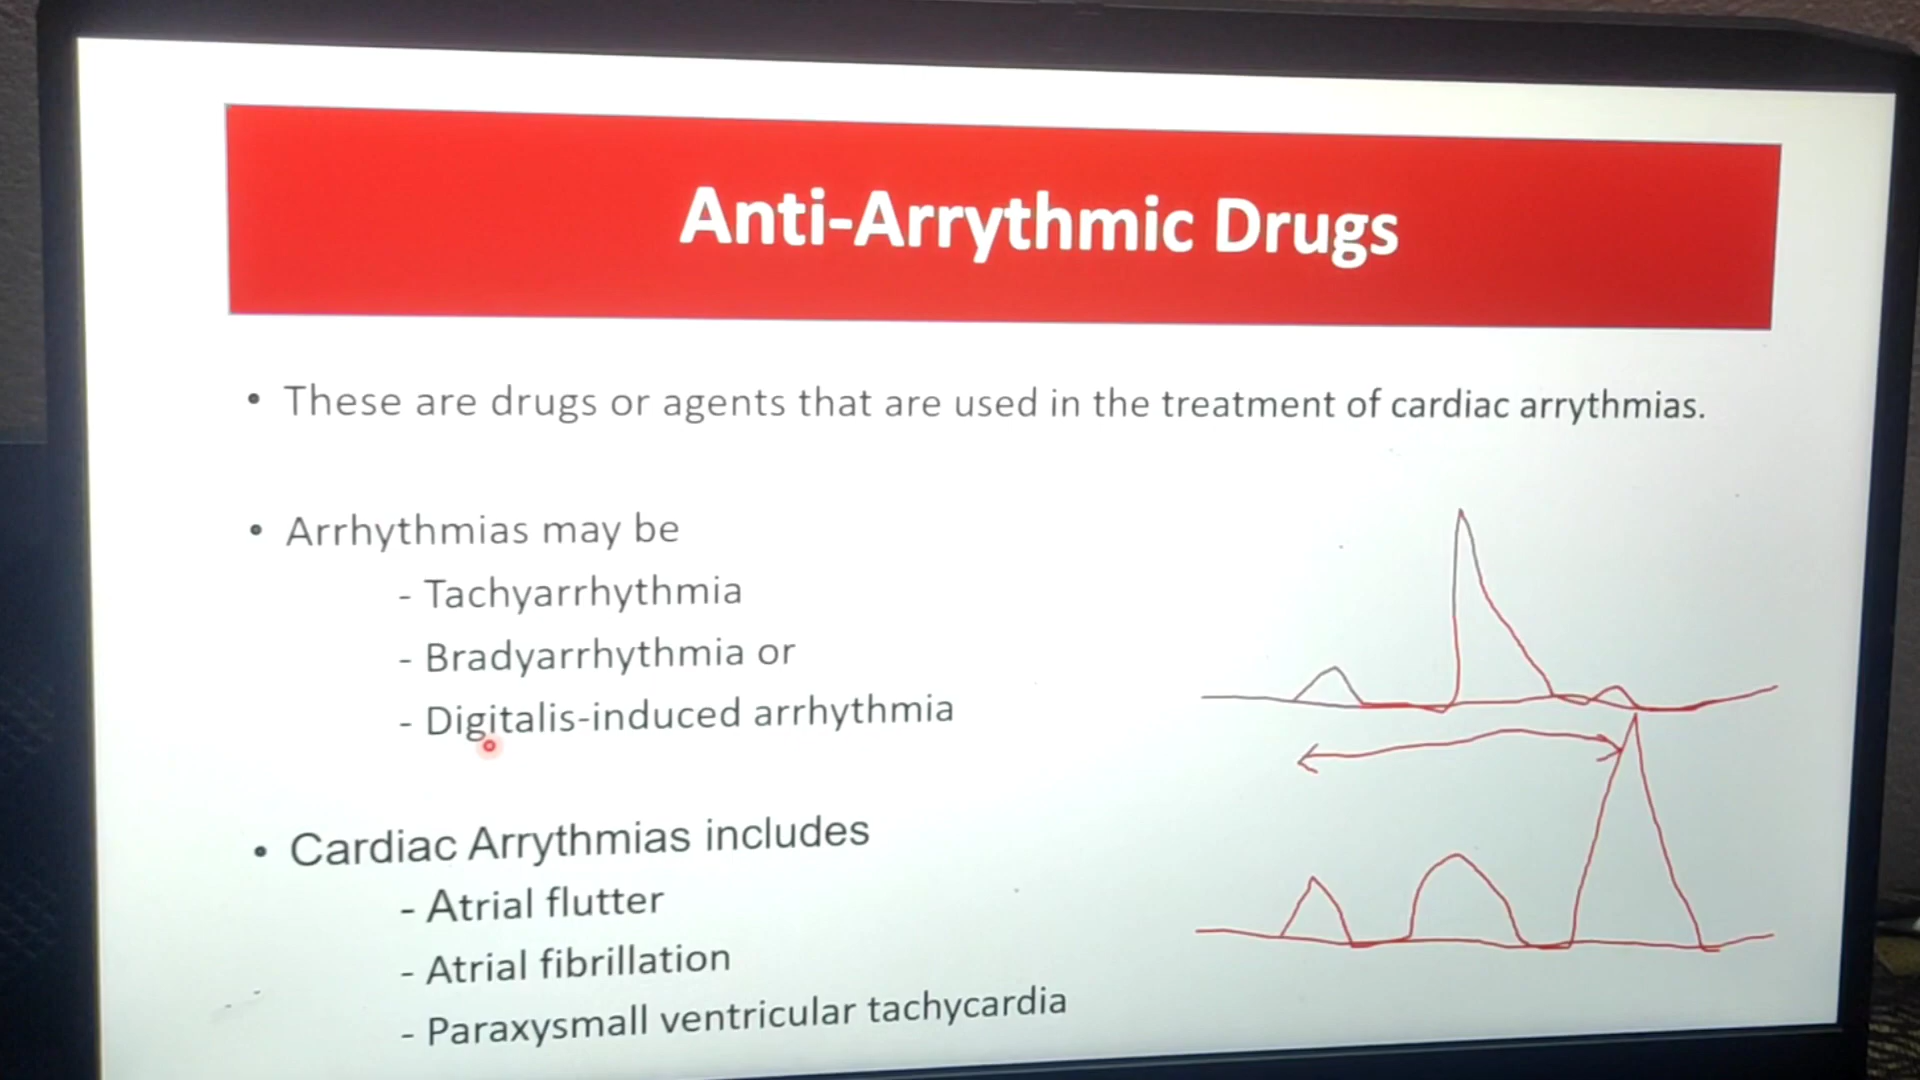 Anti-Arrythmic Drugs
• These are drugs or agents that are used in the treatment of cardiac arrythmias.
• Arrhythmias may be
- Tachyarrhythmia
- Bradyarrhythmia or
- Digitalis-induced arrhythmia
• Cardiac Arrythmias includes
- Atrial flutter
- Atrial fibrillation
- Paraxysmall ventricular tachycardia